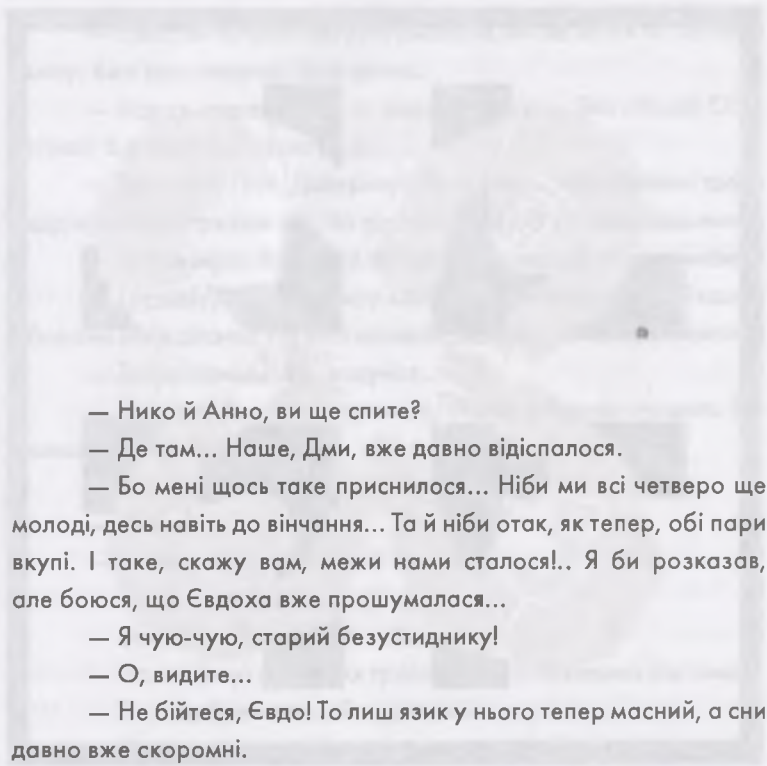 — Нико й Анно, ви ще спите?
— Де там... Наше, Дми, вже давно відіспалося.
— Бо мені щось таке приснилося... Ніби ми всі четверо ще
молоді, десь навіть до вінчання... Та й ніби отак, як тепер, обі пари
вкупі. І таке, скажу вам, межи нами сталося!.. Я би розказав,
але боюся, що Євдоха вже прошумалася...
— Я чую-чую, старий безустиднику!
— О, видите...
— Не бійтеся, Євдо! То лиш язик у нього тепер масний, а сни
давно вже скоромні.